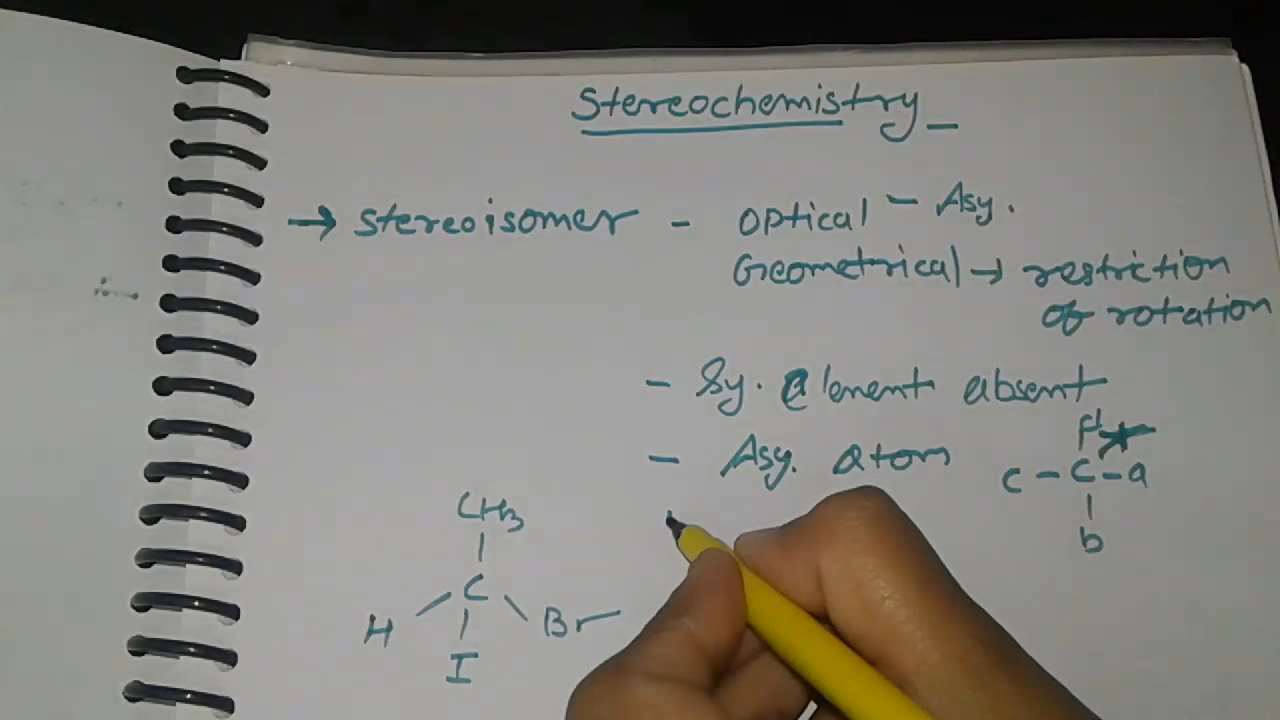 Stereochemistry
→ stereoisomer - optical - Asy.
Geometrical → restriction
of rotation
- Sy. element absent
- Asy. atom
c - C - a
b
CH3
C
H Br
I